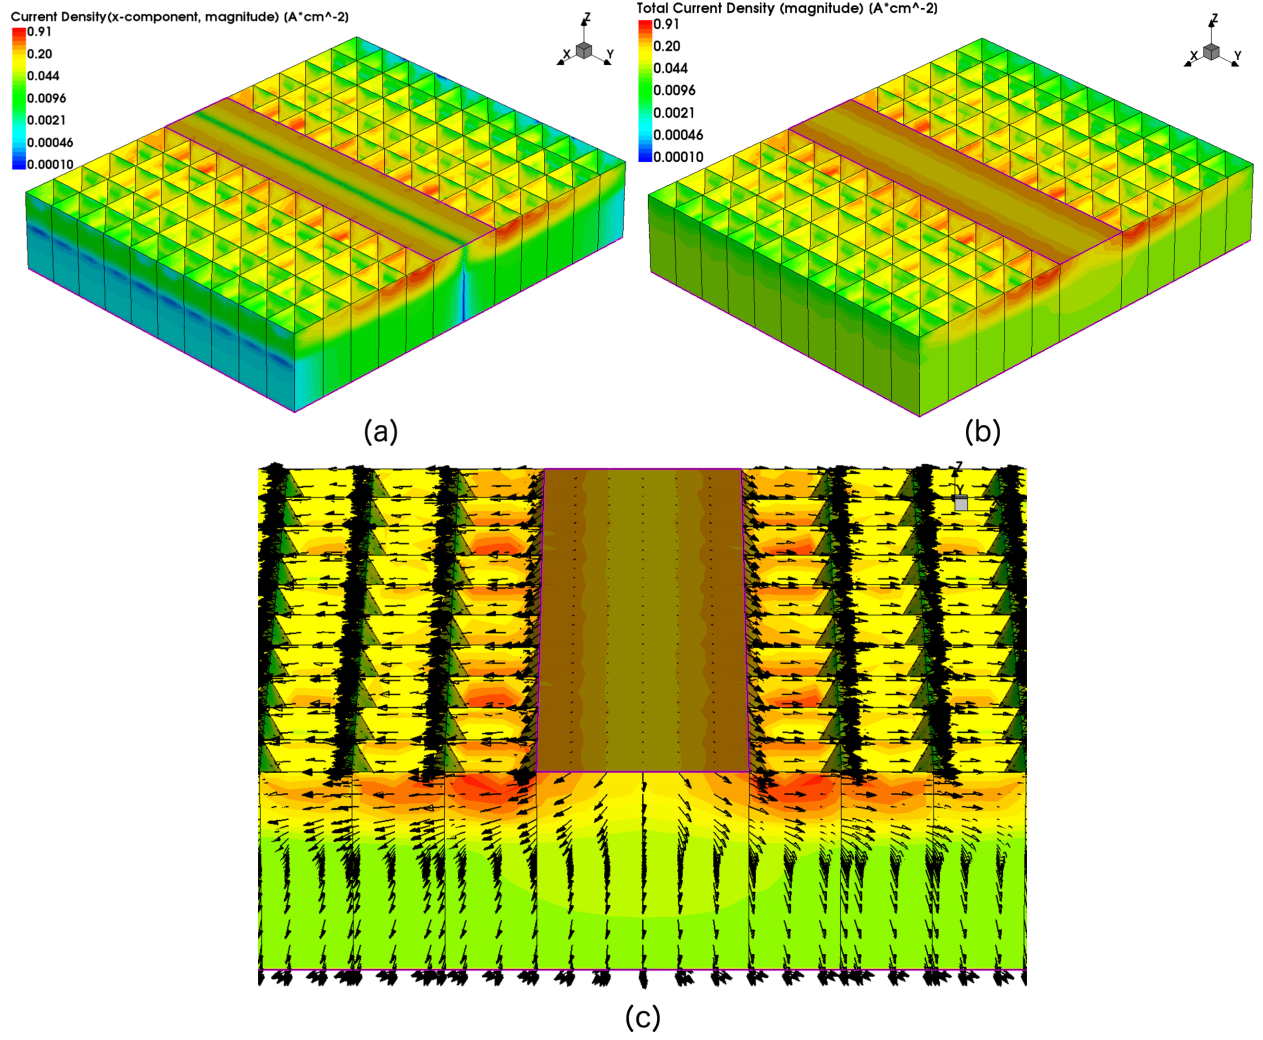 Current Density(x-component, magnitude) [A*cm^-2]
0.91
0.20
0.044
0.0096
0.0021
0.00046
0.00010
Z
X
Y
(a)
Total Current Density (magnitude) [A*cm^-2]
0.91
0.20
0.044
0.0096
0.0021
0.00046
0.00010
Z
X
Y
(b)
Z
Y
(c)